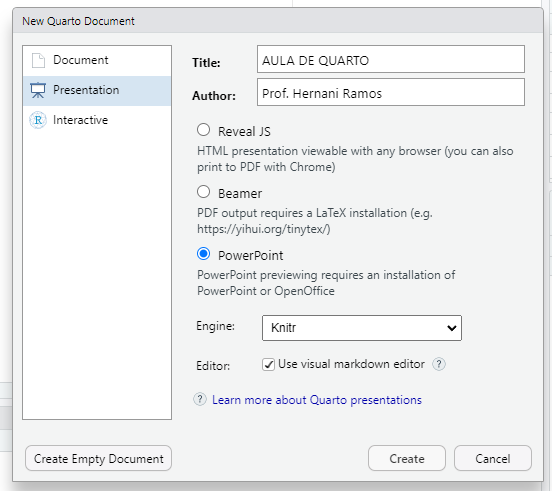 New Quarto Document
Document
Presentation
Interactive
Title: AULA DE QUARTO
Author: Prof. Hernani Ramos
Reveal JS
HTML presentation viewable with any browser (you can also
print to PDF with Chrome)
Beamer
PDF output requires a LaTeX installation (e.g.
https://yihui.org/tinytex/)
PowerPoint
PowerPoint previewing requires an installation of
PowerPoint or OpenOffice
Engine: Knitr
Editor: Use visual markdown editor ?
? Learn more about Quarto presentations
Create Empty Document Create Cancel